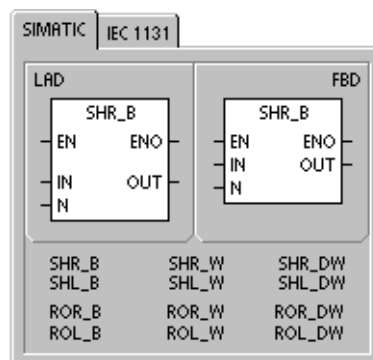 SIMATIC IEC 1131
LAD FBD
SHR_B SHR_B
EN ENO EN ENO
IN OUT IN OUT
N N
SHR_B SHR_W SHR_DW
SHL_B SHL_W SHL_DW
ROR_B ROR_W ROR_DW
ROL_B ROL_W ROL_DW